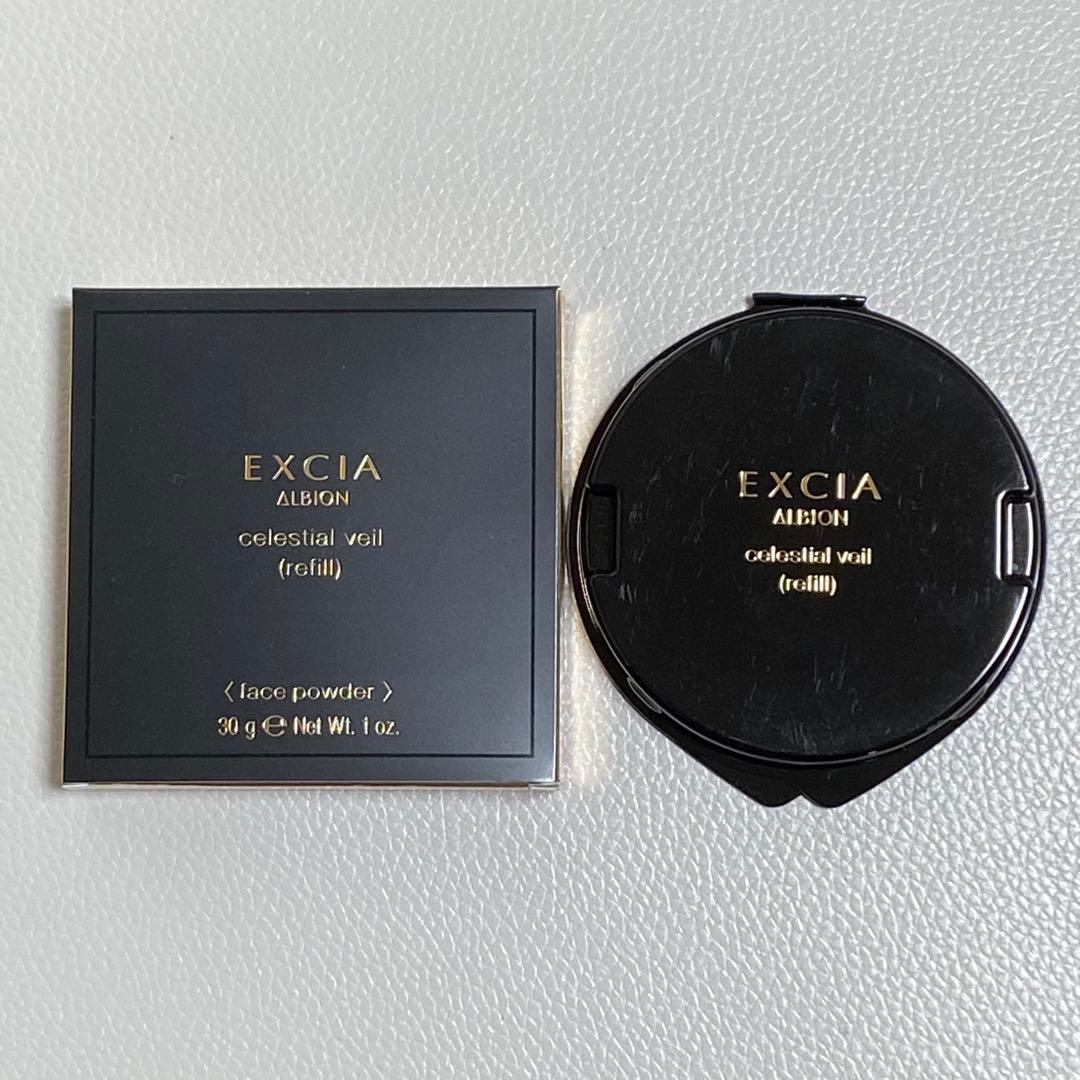 EXCIA
ALBION
celestial veil
(refill)
〈 face powder 〉
30 g ℮ Net Wt. 1 oz.
EXCIA
ALBION
celestial veil
(refill)